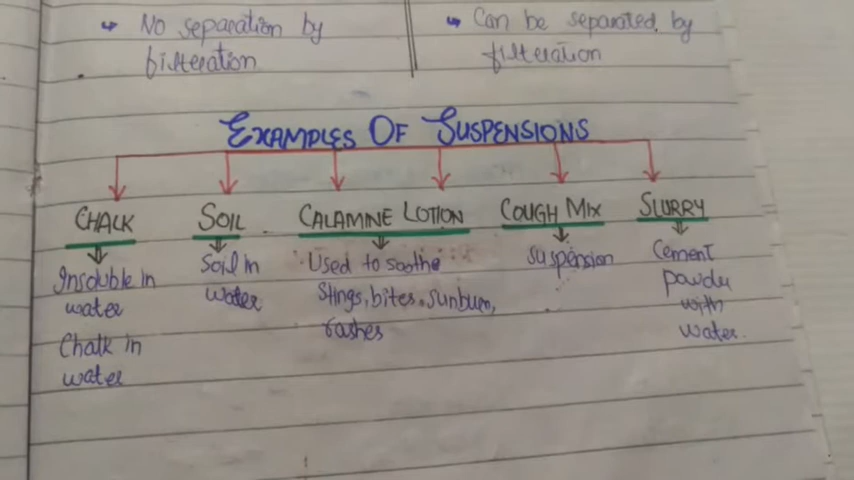 → No separation by
filteration
→ Can be separated by
filteration
EXAMPLES OF SUSPENSIONS
CHALK
Insoluble in
water
Chalk in
water
SOIL
Soil in
water
CALAMINE LOTION
Used to soothe
Stings, bites, sunburn,
rashes
COUGH MIX
suspension
SLURRY
Cement
powder
with
water.